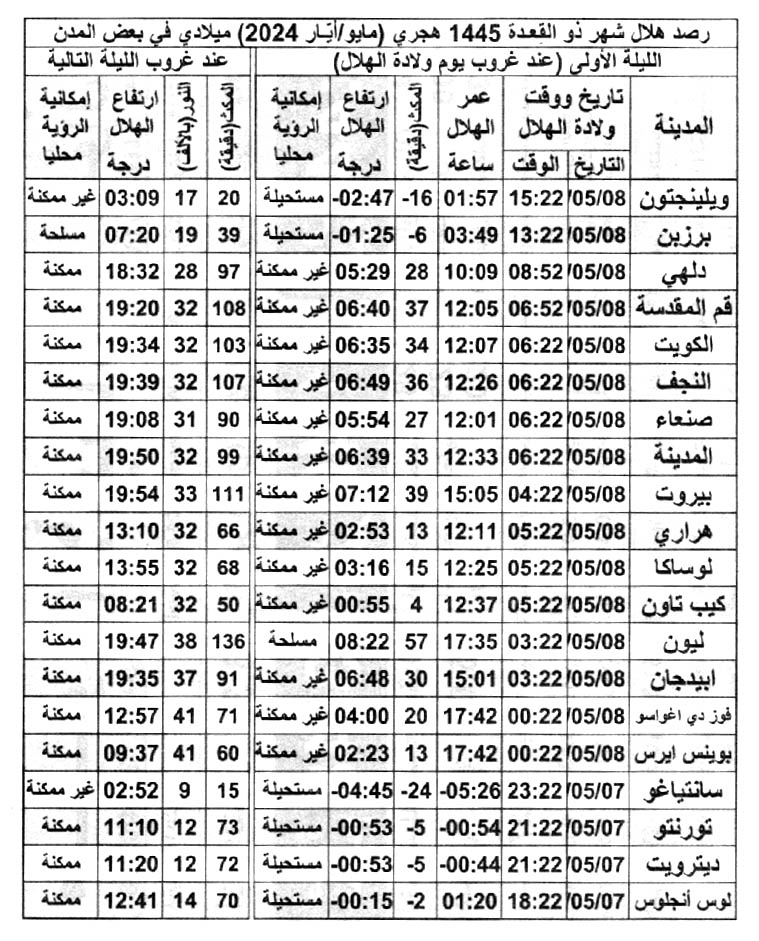 رصد هلال شهر ذو القعدة 1445 هجري (مايو/أيّار 2024) ميلادي في بعض المدن
الليلة الأولى (عند غروب يوم ولادة الهلال) عند غروب الليلة التالية
المدينة
تاريخ ووقت
ولادة الهلال
التاريخ الوقت
عمر
الهلال
ساعة
المكث(دقيقة)
ارتفاع
الهلال
درجة
إمكانية
الرؤية
محليا
المكث(دقيقة)
النور(بالألف)
ارتفاع
الهلال
درجة
إمكانية
الرؤية
محليا
ويلينجتون /05/08 15:22 01:57 -16 -02:47 مستحيلة 20 17 03:09 غير ممكنة
برزبن /05/08 13:22 03:49 -6 -01:25 مستحيلة 39 19 07:20 مسلحة
دلهي /05/08 08:52 10:09 28 05:29 غير ممكنة 97 28 18:32 ممكنة
قم المقدسة /05/08 06:52 12:05 37 06:40 غير ممكنة 108 32 19:20 ممكنة
الكويت /05/08 06:22 12:07 34 06:35 غير ممكنة 103 32 19:34 ممكنة
النجف /05/08 06:22 12:26 36 06:49 غير ممكنة 107 32 19:39 ممكنة
صنعاء /05/08 06:22 12:01 27 05:54 غير ممكنة 90 31 19:08 ممكنة
المدينة /05/08 06:22 12:33 33 06:39 غير ممكنة 99 32 19:50 ممكنة
بيروت /05/08 04:22 15:05 39 07:12 غير ممكنة 111 33 19:54 ممكنة
هراري /05/08 05:22 12:11 13 02:53 غير ممكنة 66 32 13:10 ممكنة
لوساكا /05/08 05:22 12:25 15 03:16 غير ممكنة 68 32 13:55 ممكنة
كيب تاون /05/08 05:22 12:37 4 00:55 غير ممكنة 50 32 08:21 ممكنة
ليون /05/08 03:22 17:35 57 08:22 مسلحة 136 38 19:47 ممكنة
ابيدجان /05/08 03:22 15:01 30 06:48 غير ممكنة 91 37 19:35 ممكنة
فوز دي اغواسو /05/08 00:22 17:42 20 04:00 غير ممكنة 71 41 12:57 ممكنة
بوينس ايرس /05/08 00:22 17:42 13 02:23 غير ممكنة 60 41 09:37 ممكنة
سانتياغو /05/07 23:22 -05:26 -24 -04:45 مستحيلة 15 9 02:52 غير ممكنة
تورنتو /05/07 21:22 -00:54 -5 -00:53 مستحيلة 73 12 11:10 ممكنة
ديترويت /05/07 21:22 -00:44 -5 -00:53 مستحيلة 72 12 11:20 ممكنة
لوس أنجلوس /05/07 18:22 01:20 -2 -00:15 مستحيلة 70 14 12:41 ممكنة